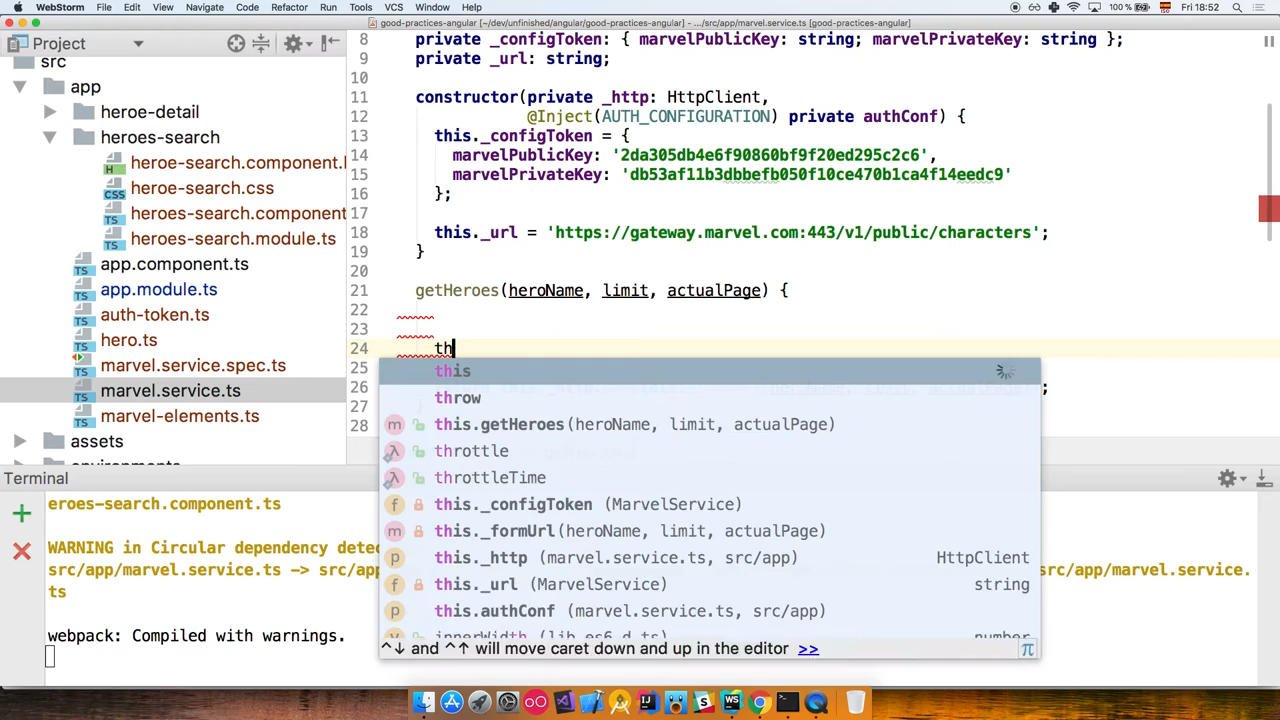 WebStorm File Edit View Navigate Code Refactor Run Tools VCS Window Help 100 % Fri 18:52
good-practices-angular [~/dev/unfinished/angular/good-practices-angular] - .../src/app/marvel.service.ts [good-practices-angular]
Project
src
app
heroe-detail
heroes-search
heroe-search.component.
heroe-search.css
heroes-search.component
heroes-search.module.ts
app.component.ts
app.module.ts
auth-token.ts
hero.ts
marvel.service.spec.ts
marvel.service.ts
marvel-elements.ts
assets
8 private _configToken: { marvelPublicKey: string; marvelPrivateKey: string };
9 private _url: string;
10
11 constructor(private _http: HttpClient,
12 @Inject(AUTH_CONFIGURATION) private authConf) {
13 this._configToken = {
14 marvelPublicKey: '2da305db4e6f90860bf9f20ed295c2c6',
15 marvelPrivateKey: 'db53af11b3dbbefb050f10ce470b1ca4f14eedc9'
16 };
17
18 this._url = 'https://gateway.marvel.com:443/v1/public/characters';
19 }
20
21 getHeroes(heroName, limit, actualPage) {
22
23
24 th
25
26 ;
27
28
this
throw
m this.getHeroes(heroName, limit, actualPage)
λ throttle
λ throttleTime
f this._configToken (MarvelService)
m this._formUrl(heroName, limit, actualPage)
p this._http (marvel.service.ts, src/app) HttpClient
f this._url (MarvelService) string
p this.authConf (marvel.service.ts, src/app)
v innerWidth (lib.es6.d.ts) number
^↓ and ^↑ will move caret down and up in the editor >> π
Terminal
eroes-search.component.ts
WARNING in Circular dependency dete
src/app/marvel.service.ts -> src/ap src/app/marvel.service.
ts
webpack: Compiled with warnings.